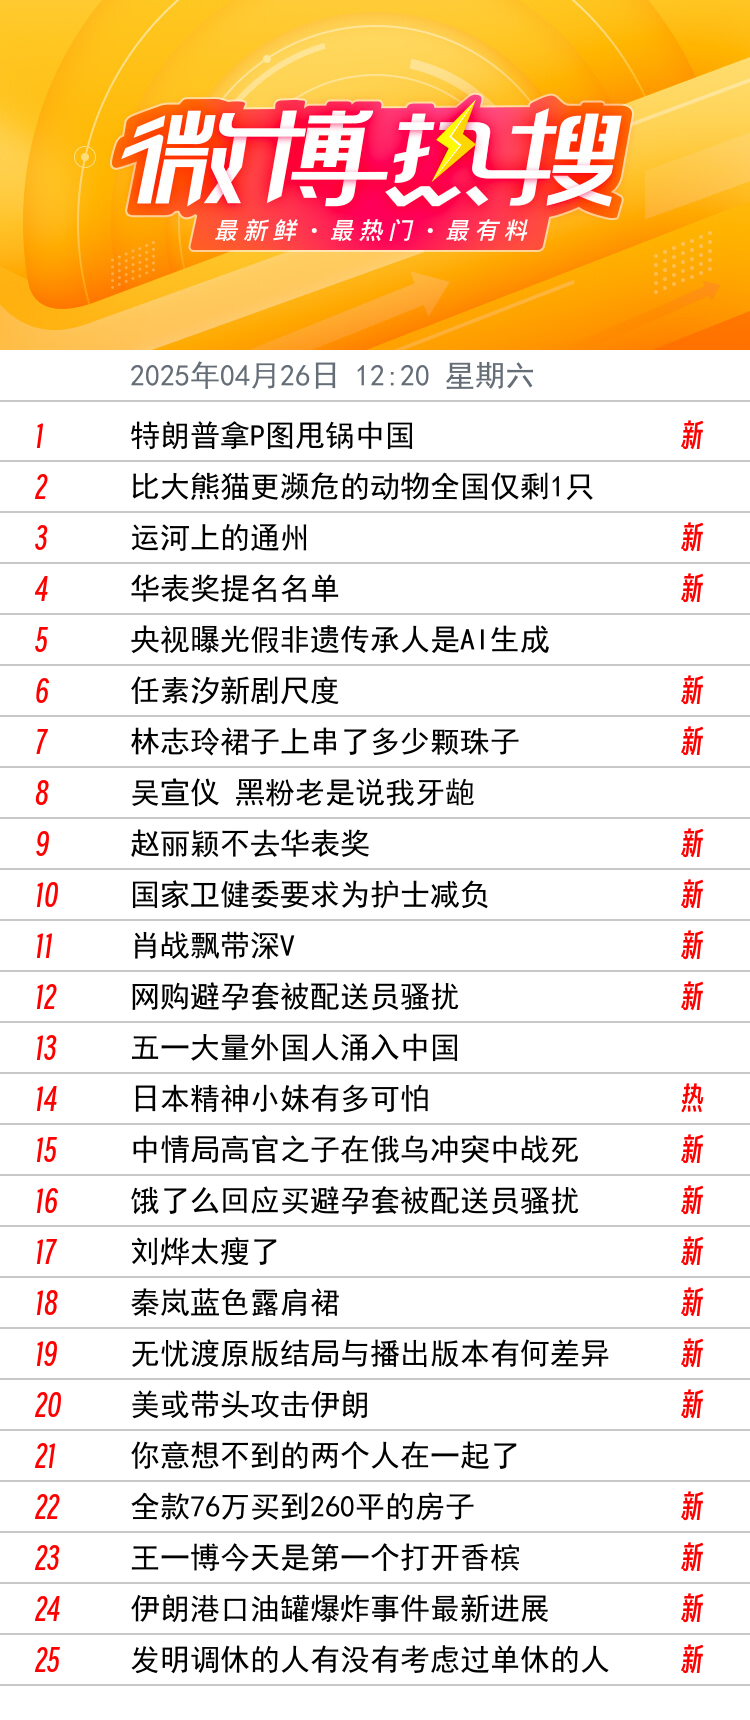 微博热搜
最新鲜·最热门·最有料
2025年04月26日 12:20 星期六
1 特朗普拿P图甩锅中国 新
2 比大熊猫更濒危的动物全国仅剩1只
3 运河上的通州 新
4 华表奖提名名单 新
5 央视曝光假非遗传承人是AI生成
6 任素汐新剧尺度 新
7 林志玲裙子上串了多少颗珠子 新
8 吴宣仪 黑粉老是说我牙龅
9 赵丽颖不去华表奖 新
10 国家卫健委要求为护士减负 新
11 肖战飘带深V 新
12 网购避孕套被配送员骚扰 新
13 五一大量外国人涌入中国
14 日本精神小妹有多可怕 热
15 中情局高官之子在俄乌冲突中战死 新
16 饿了么回应买避孕套被配送员骚扰 新
17 刘烨太瘦了 新
18 秦岚蓝色露肩裙 新
19 无忧渡原版结局与播出版本有何差异 新
20 美或带头攻击伊朗 新
21 你意想不到的两个人在一起了
22 全款76万买到260平的房子 新
23 王一博今天是第一个打开香槟 新
24 伊朗港口油罐爆炸事件最新进展 新
25 发明调休的人有没有考虑过单休的人 新